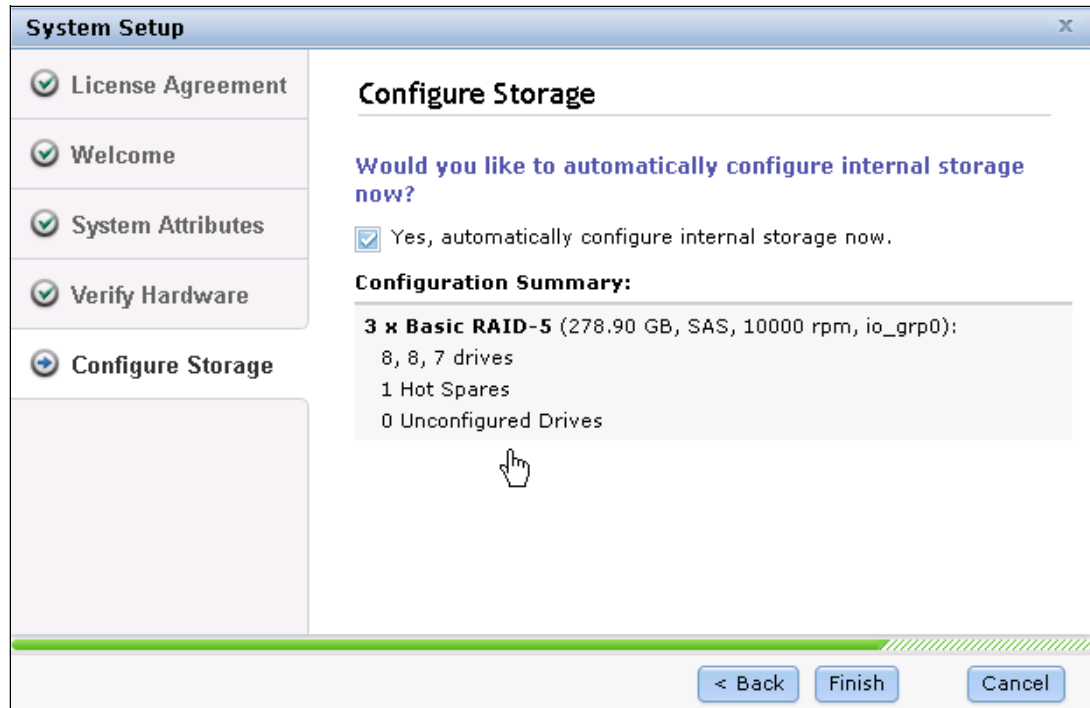 System Setup
x
License Agreement
Welcome
System Attributes
Verify Hardware
Configure Storage
Configure Storage
Would you like to automatically configure internal storage
now?
Yes, automatically configure internal storage now.
Configuration Summary:
3 x Basic RAID-5 (278.90 GB, SAS, 10000 rpm, io_grp0):
8, 8, 7 drives
1 Hot Spares
0 Unconfigured Drives
< Back
Finish
Cancel